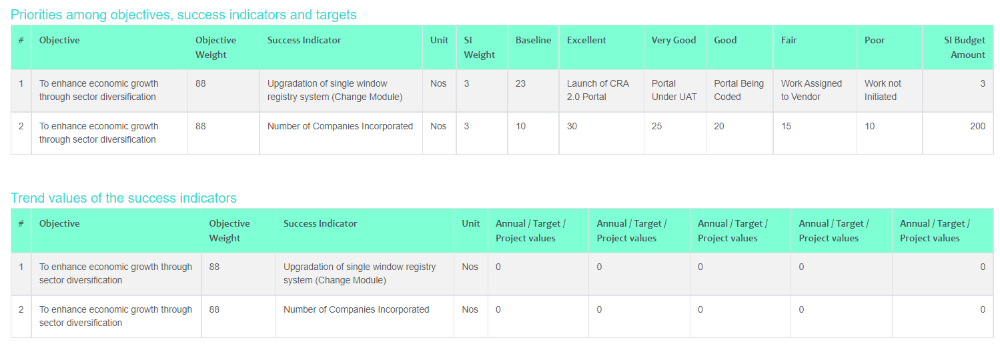 Priorities among objectives, success indicators and targets
# Objective Objective Weight Success Indicator Unit SI Weight Baseline Excellent Very Good Good Fair Poor SI Budget Amount
1 To enhance economic growth through sector diversification 88 Upgradation of single window registry system (Change Module) Nos 3 23 Launch of CRA 2.0 Portal Portal Under UAT Portal Being Coded Work Assigned to Vendor Work not Initiated 3
2 To enhance economic growth through sector diversification 88 Number of Companies Incorporated Nos 3 10 30 25 20 15 10 200
Trend values of the success indicators
# Objective Objective Weight Success Indicator Unit Annual / Target / Project values Annual / Target / Project values Annual / Target / Project values Annual / Target / Project values Annual / Target / Project values
1 To enhance economic growth through sector diversification 88 Upgradation of single window registry system (Change Module) Nos 0 0 0 0 0
2 To enhance economic growth through sector diversification 88 Number of Companies Incorporated Nos 0 0 0 0 0